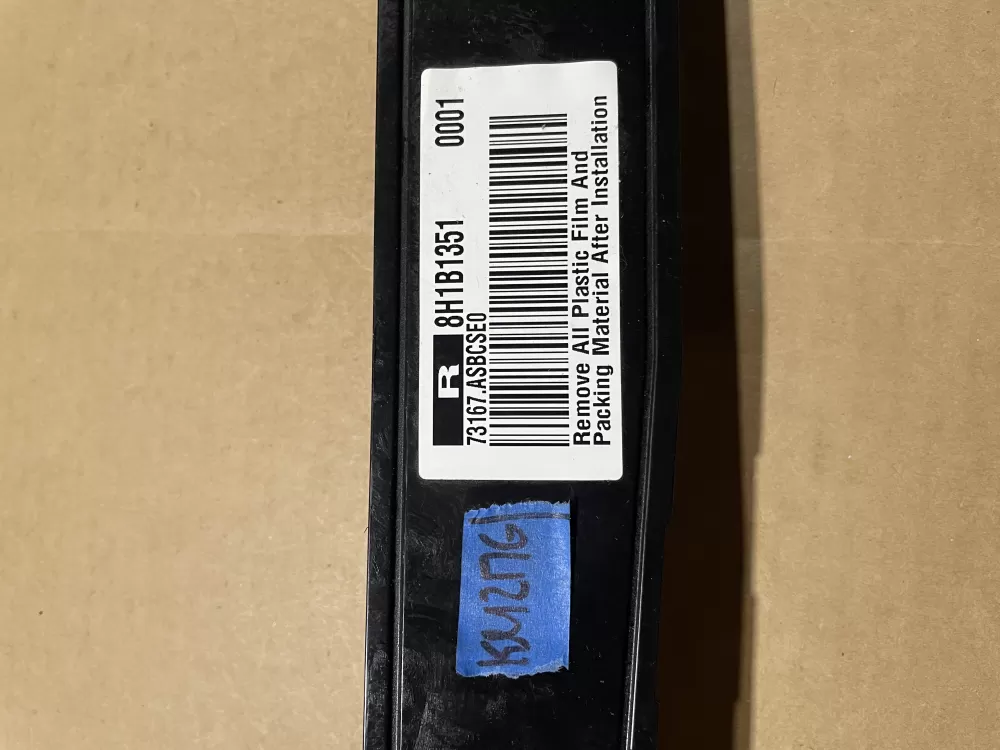 R 8H1B1351 0001
73167.ASBCSE0
Remove All Plastic Film And
Packing Material After Installation